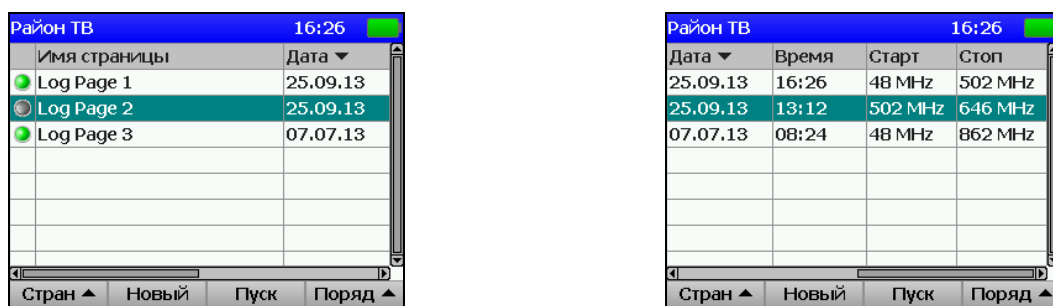 Район ТВ 16:26
Имя страницы Дата ▼
Log Page 1 25.09.13
Log Page 2 25.09.13
Log Page 3 07.07.13
Стран ▲ Новый Пуск Поряд ▲
Район ТВ 16:26
Дата ▼ Время Старт Стоп
25.09.13 16:26 48 MHz 502 MHz
25.09.13 13:12 502 MHz 646 MHz
07.07.13 08:24 48 MHz 862 MHz
Стран ▲ Новый Пуск Поряд ▲